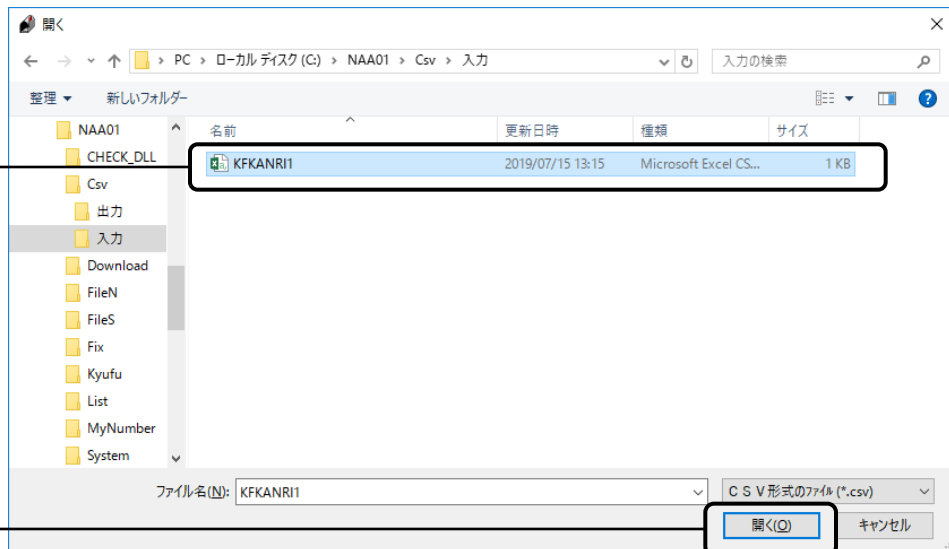 開く
PC › ローカル ディスク (C:) › NAA01 › Csv › 入力
入力の検索
整理 新しいフォルダー
名前 更新日時 種類 サイズ
KFKANRI1 2019/07/15 13:15 Microsoft Excel CS... 1 KB
NAA01
CHECK_DLL
Csv
出力
入力
Download
FileN
FileS
Fix
Kyufu
List
MyNumber
System
ファイル名(N): KFKANRI1 ＣＳＶ形式のﾌｧｲﾙ (*.csv)
開く(O) キャンセル